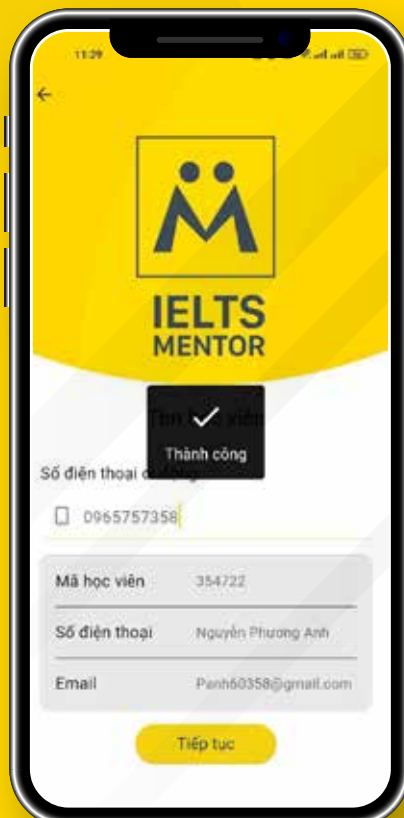 11:29
IELTS
MENTOR
Thành công
Số điện thoại
0965757358
Mã học viên 354722
Số điện thoại Nguyễn Phương Anh
Email Panh60358@gmail.com
Tiếp tục